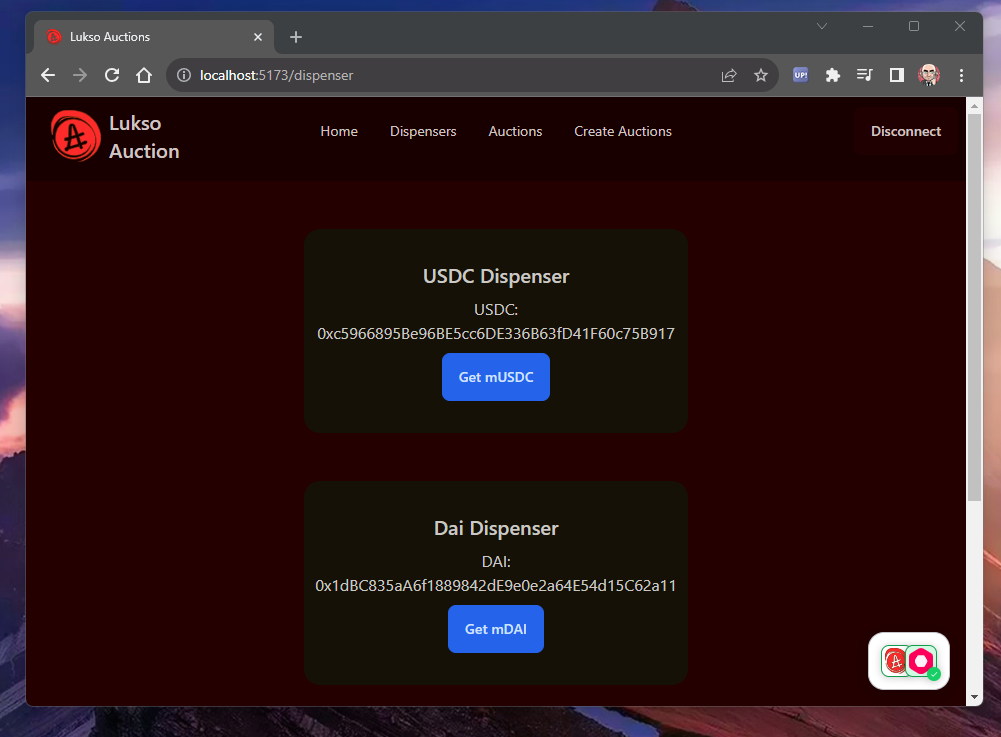 Lukso Auctions
localhost:5173/dispenser
UP!
Lukso
Auction
Home
Dispensers
Auctions
Create Auctions
Disconnect
USDC Dispenser
USDC:
0xc5966895Be96BE5cc6DE336B63fD41F60c75B917
Get mUSDC
Dai Dispenser
DAI:
0x1dBC835aA6f1889842dE9e0e2a64E54d15C62a11
Get mDAI